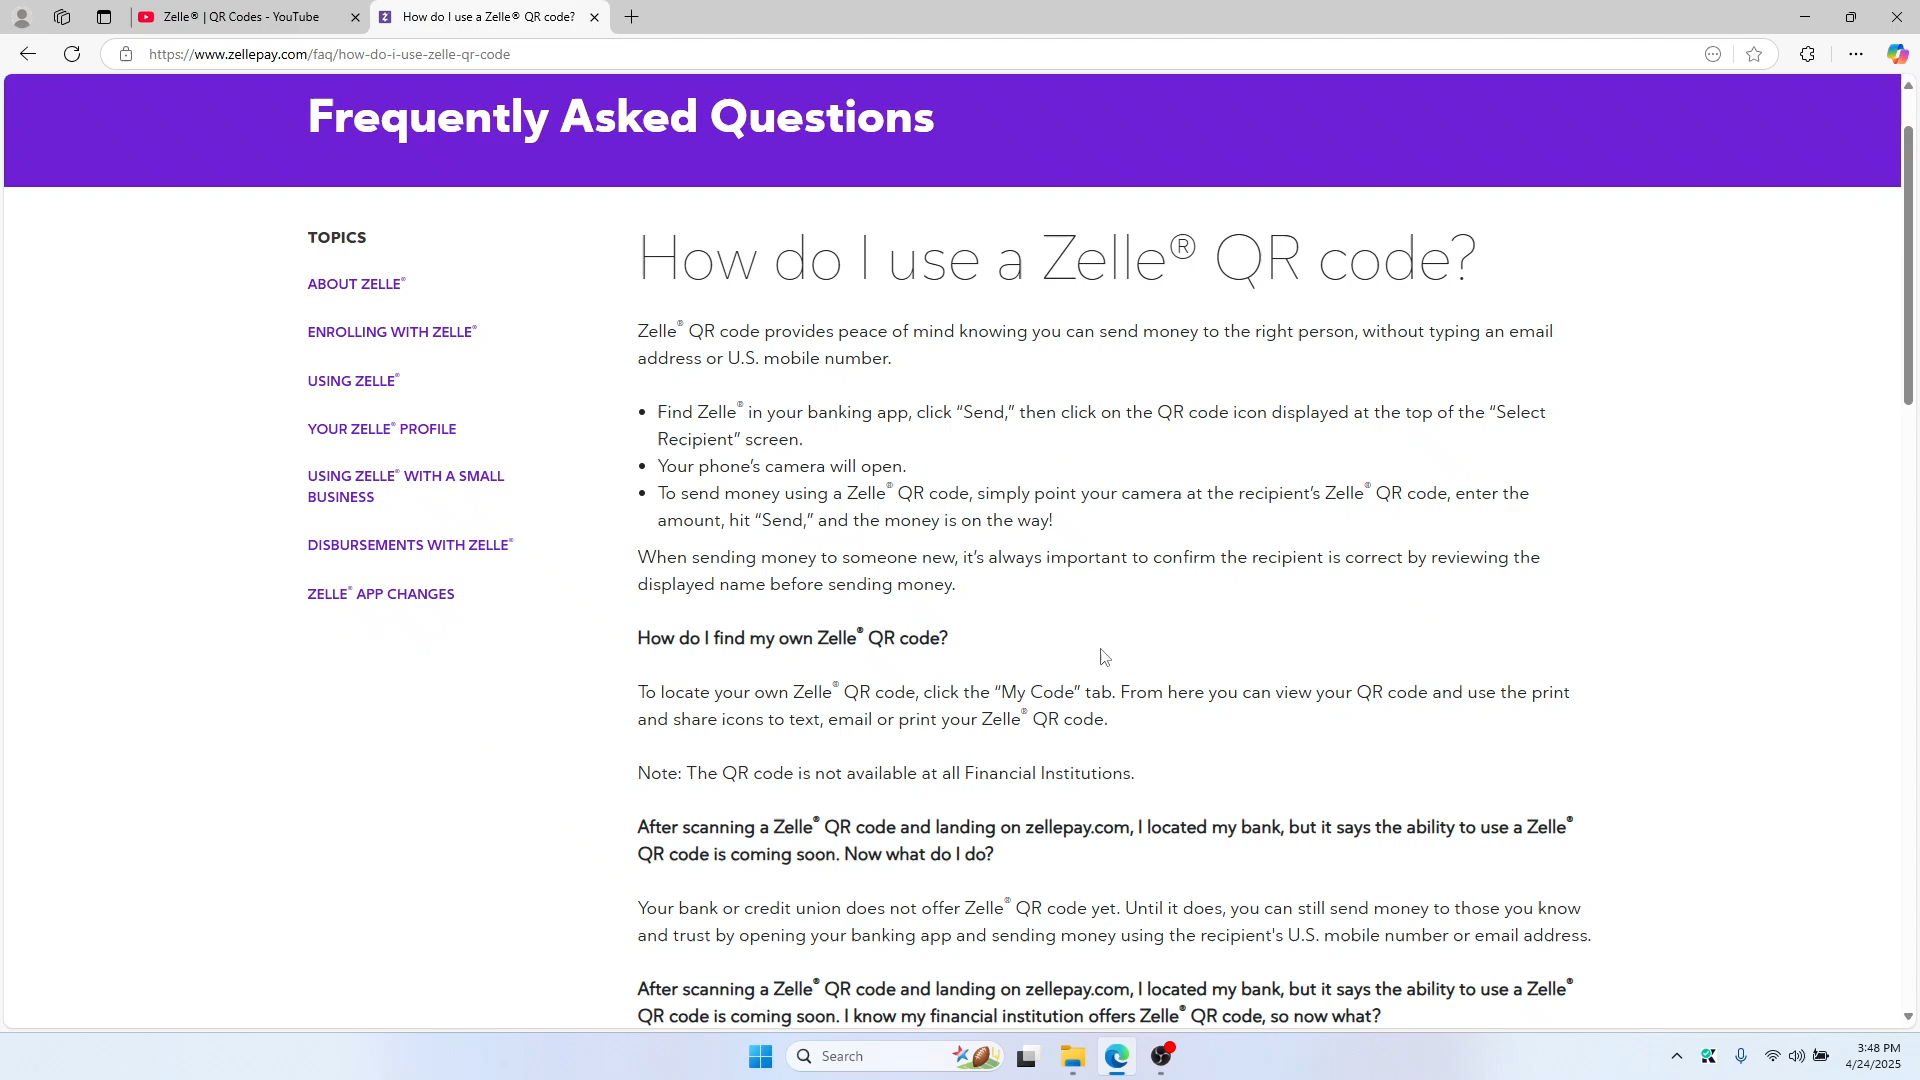 Zelle® | QR Codes - YouTube
How do I use a Zelle® QR code?
https://www.zellepay.com/faq/how-do-i-use-zelle-qr-code
Frequently Asked Questions
TOPICS
ABOUT ZELLE®
ENROLLING WITH ZELLE®
USING ZELLE®
YOUR ZELLE® PROFILE
USING ZELLE® WITH A SMALL
BUSINESS
DISBURSEMENTS WITH ZELLE®
ZELLE® APP CHANGES
How do I use a Zelle® QR code?
Zelle® QR code provides peace of mind knowing you can send money to the right person, without typing an email
address or U.S. mobile number.
• Find Zelle® in your banking app, click “Send,” then click on the QR code icon displayed at the top of the “Select
Recipient” screen.
• Your phone’s camera will open.
• To send money using a Zelle® QR code, simply point your camera at the recipient’s Zelle® QR code, enter the
amount, hit “Send,” and the money is on the way!
When sending money to someone new, it’s always important to confirm the recipient is correct by reviewing the
displayed name before sending money.
How do I find my own Zelle® QR code?
To locate your own Zelle® QR code, click the “My Code” tab. From here you can view your QR code and use the print
and share icons to text, email or print your Zelle® QR code.
Note: The QR code is not available at all Financial Institutions.
After scanning a Zelle® QR code and landing on zellepay.com, I located my bank, but it says the ability to use a Zelle®
QR code is coming soon. Now what do I do?
Your bank or credit union does not offer Zelle® QR code yet. Until it does, you can still send money to those you know
and trust by opening your banking app and sending money using the recipient's U.S. mobile number or email address.
After scanning a Zelle® QR code and landing on zellepay.com, I located my bank, but it says the ability to use a Zelle®
QR code is coming soon. I know my financial institution offers Zelle® QR code, so now what?
Search
3:48 PM
4/24/2025